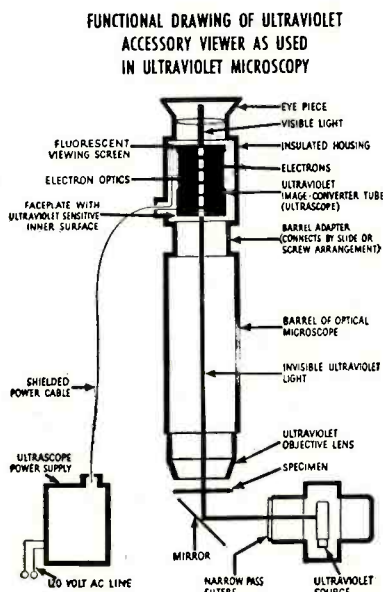 FUNCTIONAL DRAWING OF ULTRAVIOLET
ACCESSORY VIEWER AS USED
IN ULTRAVIOLET MICROSCOPY
EYE PIECE
VISIBLE LIGHT
FLUORESCENT
VIEWING SCREEN
INSULATED HOUSING
ELECTRON OPTICS
ELECTRONS
ULTRAVIOLET
IMAGE-CONVERTER TUBE
(ULTRASCOPE)
FACEPLATE WITH
ULTRAVIOLET SENSITIVE
INNER SURFACE
BARREL ADAPTER
(CONNECTS BY SLIDE OR
SCREW ARRANGEMENT)
BARREL OF OPTICAL
MICROSCOPE
INVISIBLE ULTRAVIOLET
LIGHT
SHIELDED
POWER CABLE
ULTRAVIOLET
OBJECTIVE LENS
ULTRASCOPE
POWER SUPPLY
SPECIMEN
MIRROR
120 VOLT AC LINE
NARROW PASS
FILTERS
ULTRAVIOLET
SOURCE